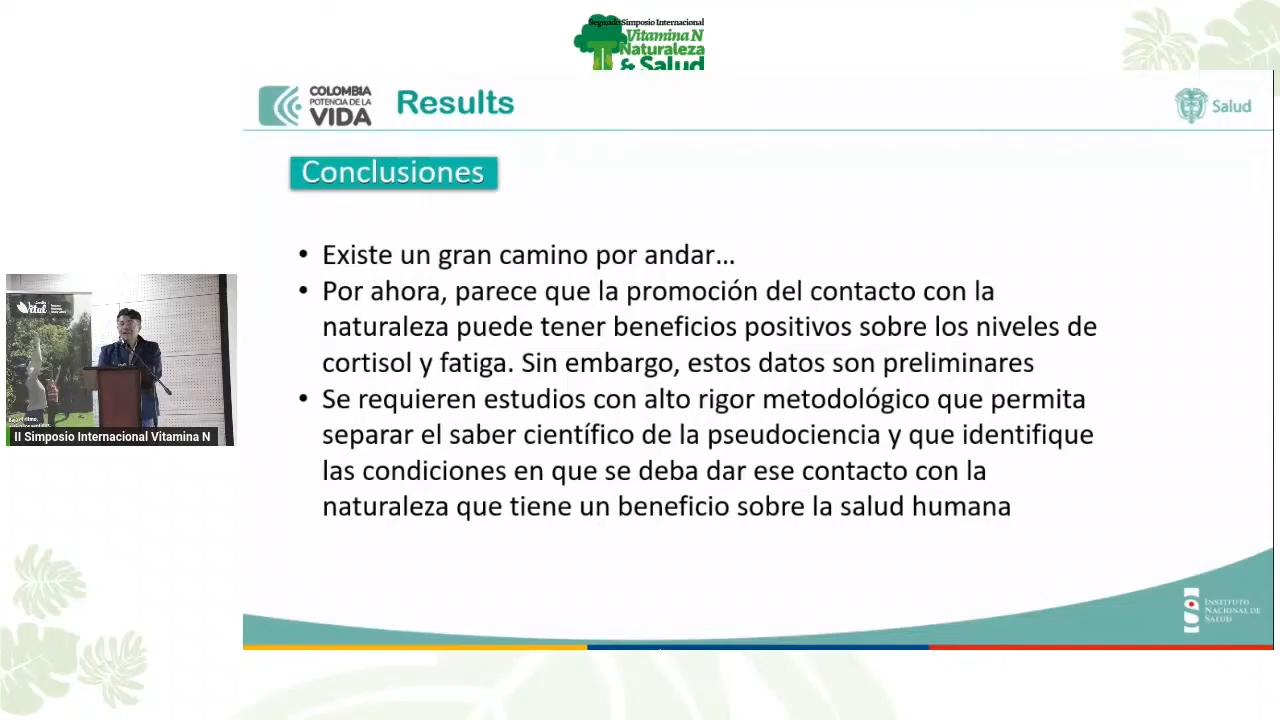 Segundo Simposio Internacional
Vitamina N
Naturaleza
& Salud
COLOMBIA
POTENCIA DE LA
VIDA
Results
Salud
Conclusiones
• Existe un gran camino por andar...
• Por ahora, parece que la promoción del contacto con la
naturaleza puede tener beneficios positivos sobre los niveles de
cortisol y fatiga. Sin embargo, estos datos son preliminares
• Se requieren estudios con alto rigor metodológico que permita
separar el saber científico de la pseudociencia y que identifique
las condiciones en que se deba dar ese contacto con la
naturaleza que tiene un beneficio sobre la salud humana
Vital
II Simposio Internacional Vitamina N
INSTITUTO
NACIONAL DE
SALUD